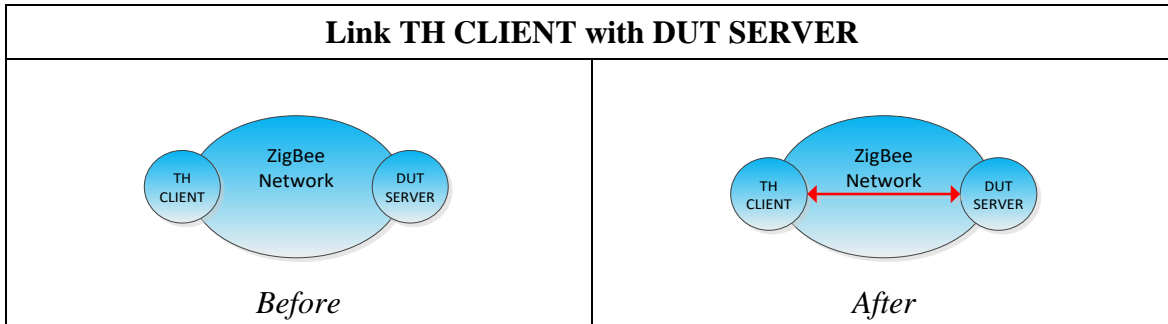 Link TH CLIENT with DUT SERVER
ZigBee
Network
TH
CLIENT
DUT
SERVER
Before
ZigBee
Network
TH
CLIENT
DUT
SERVER
After